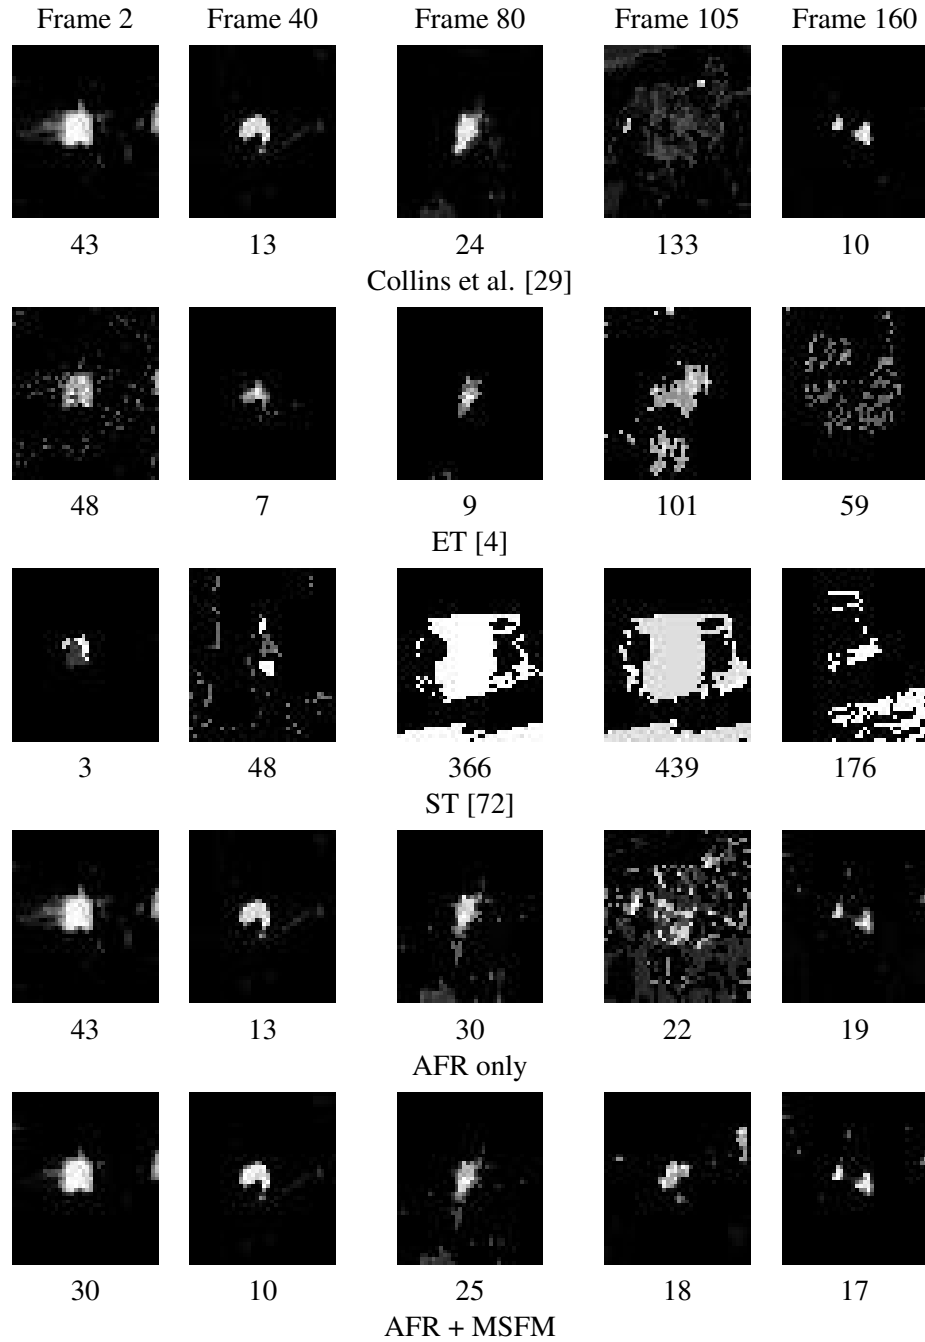 Frame 2 Frame 40 Frame 80 Frame 105 Frame 160
43 13 24 133 10
Collins et al. [29]
48 7 9 101 59
ET [4]
3 48 366 439 176
ST [72]
43 13 30 22 19
AFR only
30 10 25 18 17
AFR + MSFM